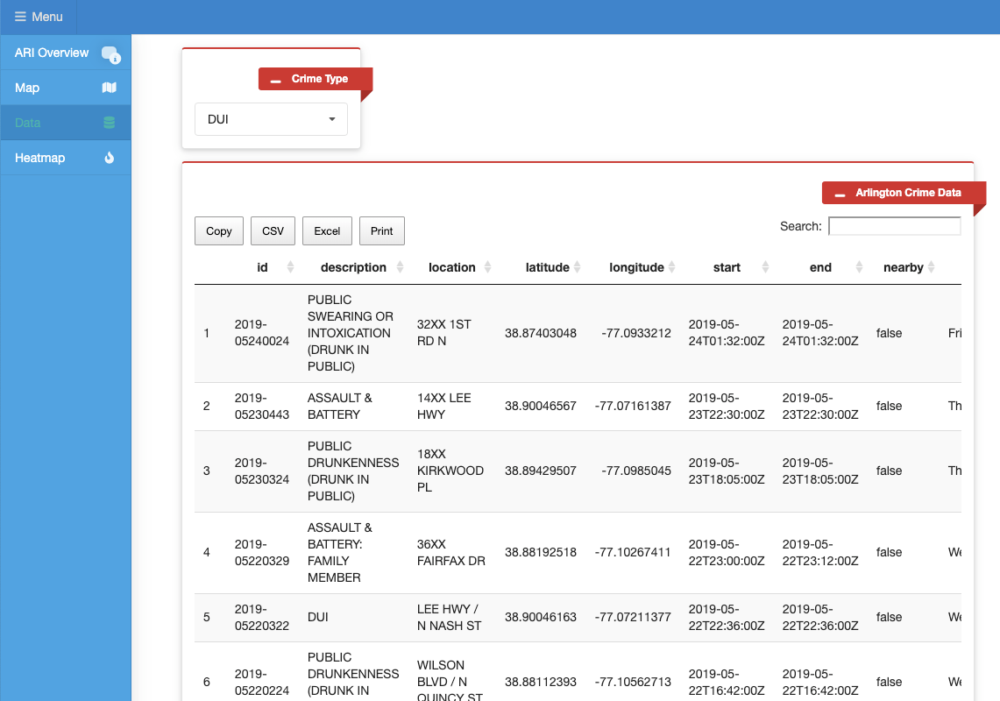 Menu
ARI Overview
Map
Data
Heatmap
Crime Type
DUI
Arlington Crime Data
Copy CSV Excel Print Search:
id description location latitude longitude start end nearby
PUBLIC
SWEARING OR
INTOXICATION
(DRUNK IN
PUBLIC)
1 2019-05240024 32XX 1ST RD N 38.87403048 -77.0933212 2019-05-24T01:32:00Z 2019-05-24T01:32:00Z false Fri
2 2019-05230443 ASSAULT & BATTERY 14XX LEE HWY 38.90046567 -77.07161387 2019-05-23T22:30:00Z 2019-05-23T22:30:00Z false Th
PUBLIC
DRUNKENNESS
(DRUNK IN
PUBLIC)
3 2019-05230324 18XX KIRKWOOD PL 38.89429507 -77.0985045 2019-05-23T18:05:00Z 2019-05-23T18:05:00Z false Th
ASSAULT &
BATTERY:
FAMILY
MEMBER
4 2019-05220329 36XX FAIRFAX DR 38.88192518 -77.10267411 2019-05-22T23:00:00Z 2019-05-22T23:12:00Z false We
5 2019-05220322 DUI LEE HWY / N NASH ST 38.90046163 -77.07211377 2019-05-22T22:36:00Z 2019-05-22T22:36:00Z false We
PUBLIC
DRUNKENNESS
(DRUNK IN
6 2019-05220224 WILSON BLVD / N QUINCY ST 38.88112393 -77.10562713 2019-05-22T16:42:00Z 2019-05-22T16:42:00Z false We